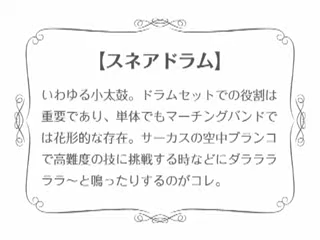 【スネアドラム】
いわゆる小太鼓。ドラムセットでの役割は
重要であり、単体でもマーチングバンドで
は花形的な存在。サーカスの空中ブランコ
で高難度の技に挑戦する時などにダラララ
ララ～と鳴ったりするのがコレ。